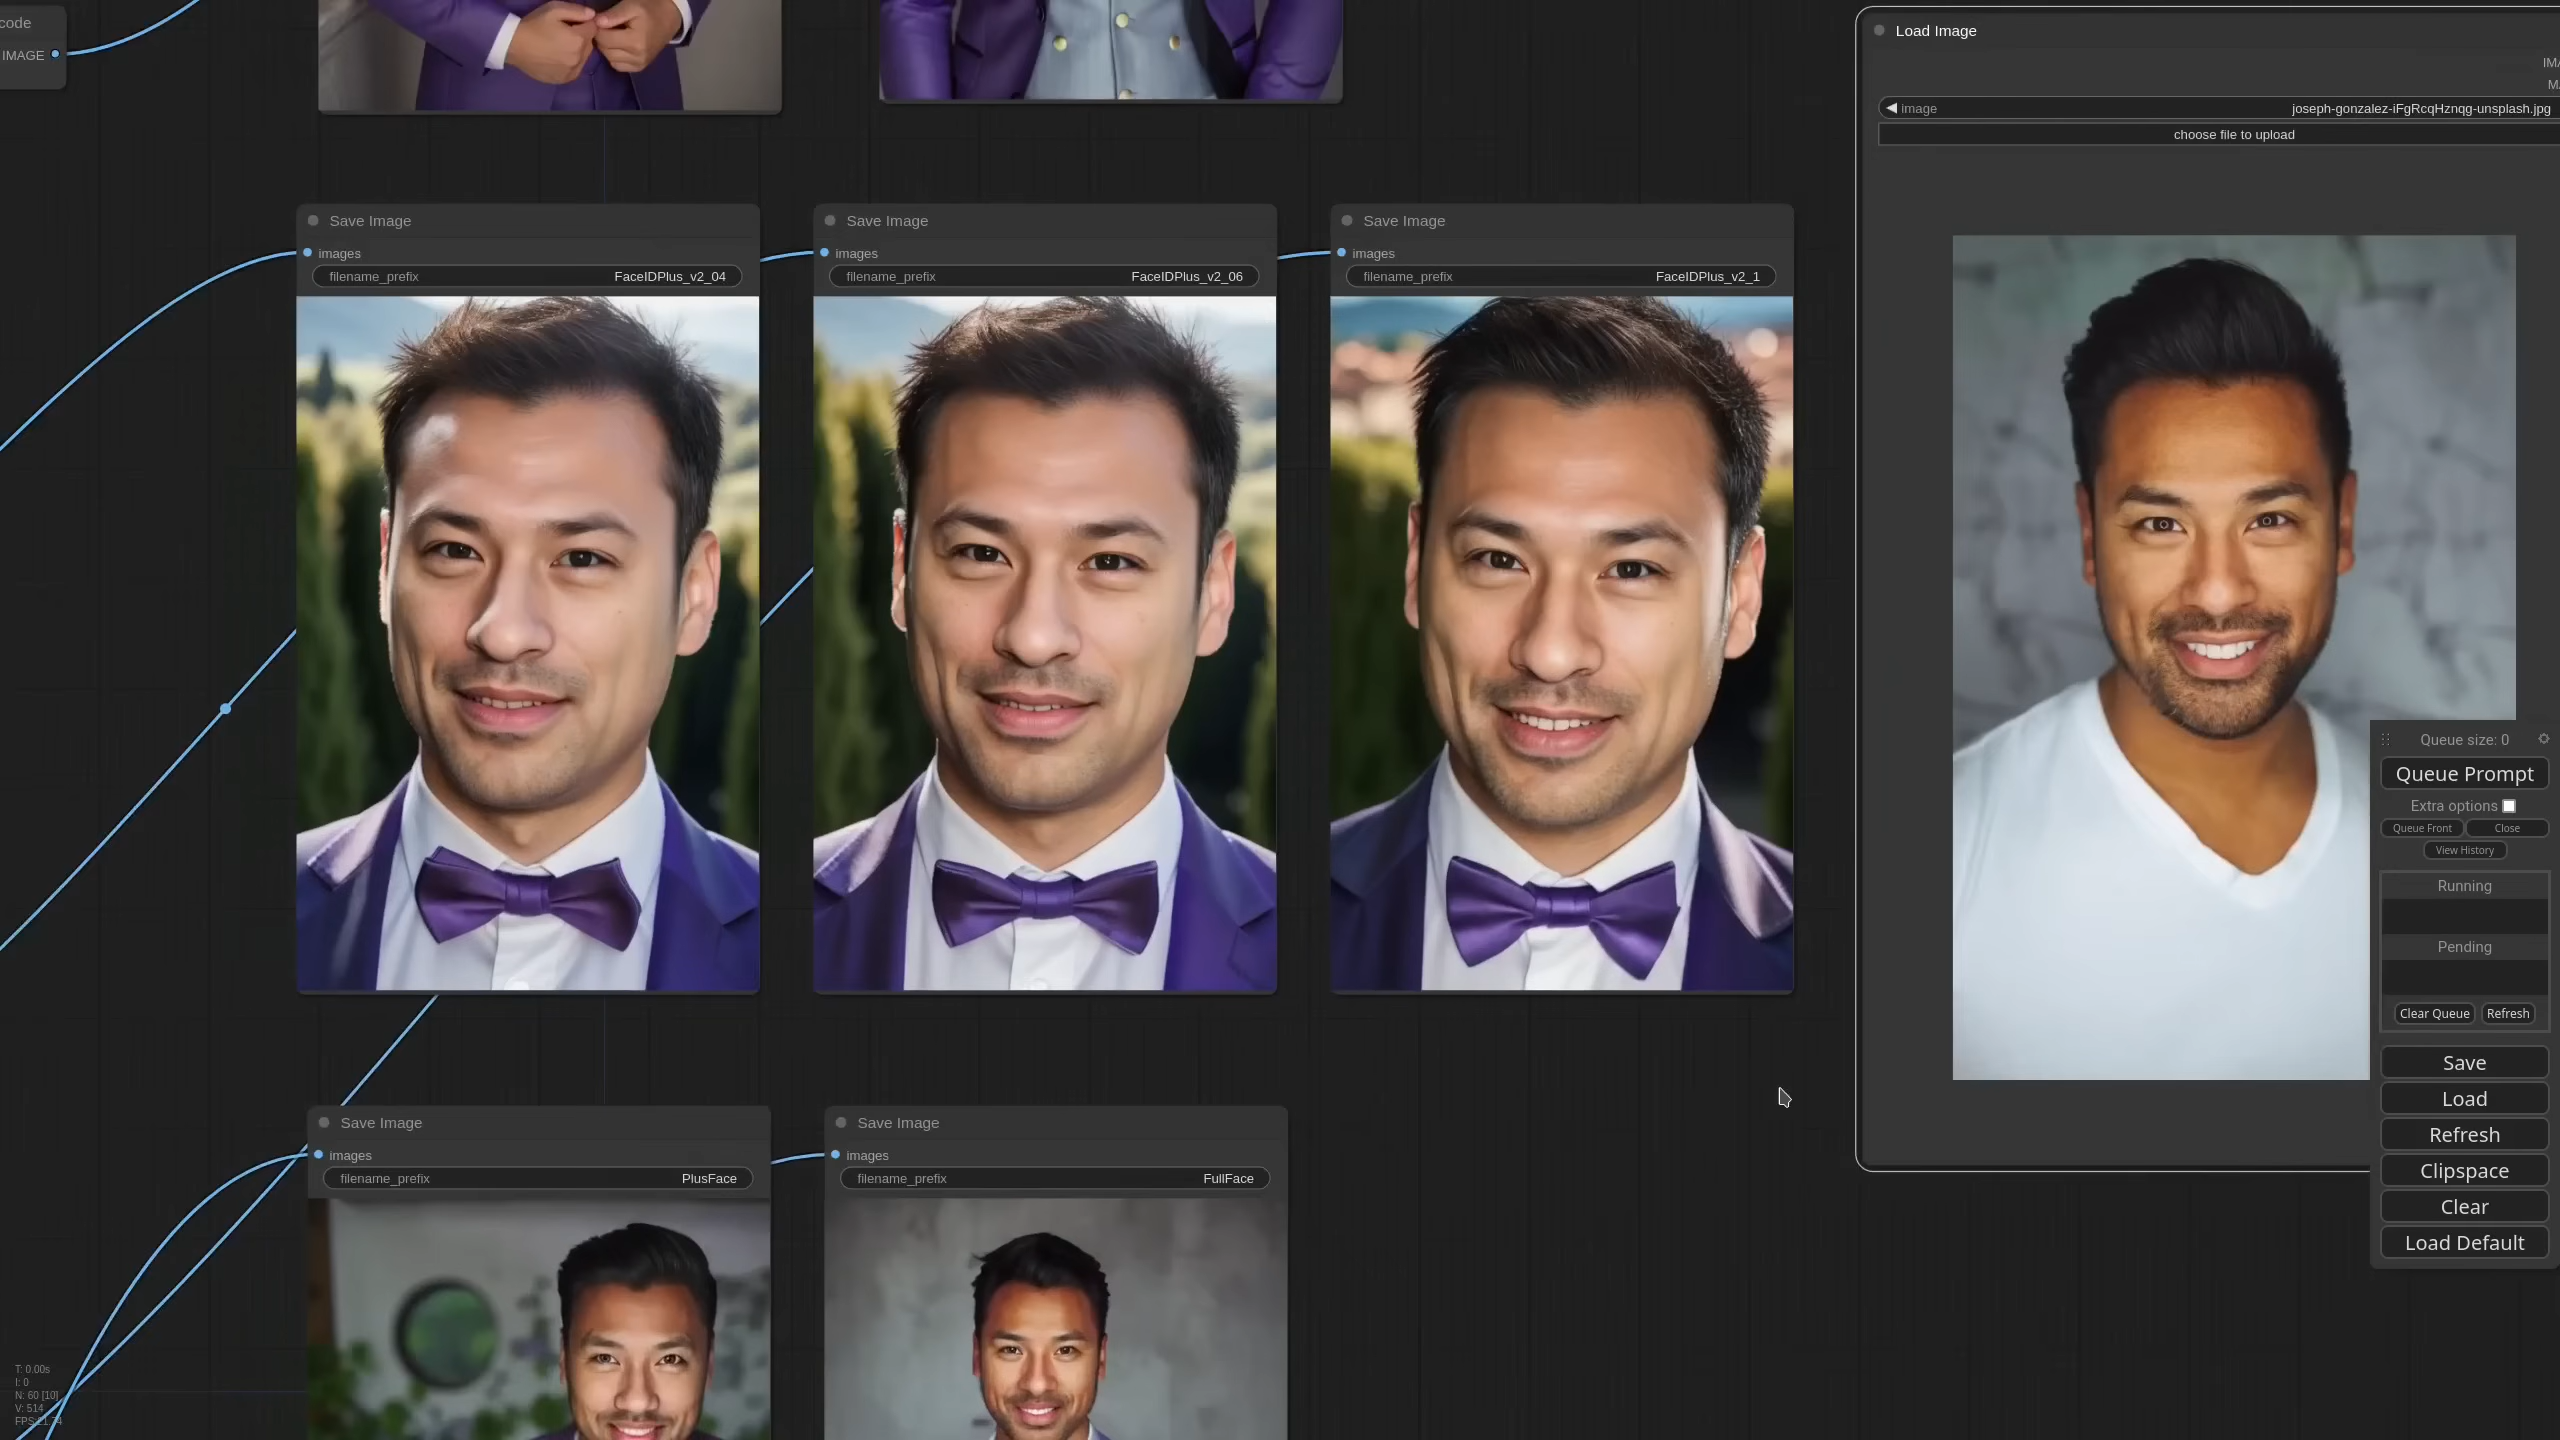 code
IMAGE
Load Image
IMA
MA
image joseph-gonzalez-iFgRcqHznqg-unsplash.jpg
choose file to upload
Save Image
images
filename_prefix FaceIDPlus_v2_04
Save Image
images
filename_prefix FaceIDPlus_v2_06
Save Image
images
filename_prefix FaceIDPlus_v2_1
Queue size: 0
Queue Prompt
Extra options
Queue Front Close
View History
Running
Pending
Clear Queue Refresh
Save
Load
Refresh
Clipspace
Clear
Load Default
Save Image
images
filename_prefix PlusFace
Save Image
images
filename_prefix FullFace
T: 0.00s
I: 0
N: 60 [10]
V: 514